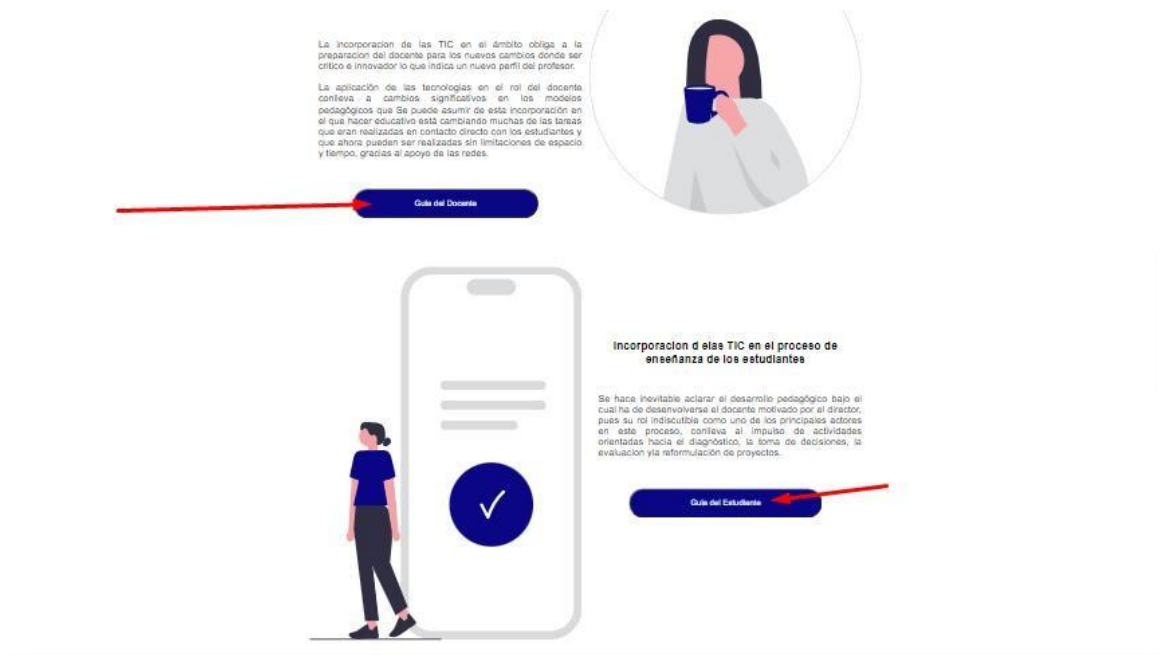 La incorporacion de las TIC en el ámbito obliga a la
preparacion del docente para los nuevos cambios donde ser
crítico e innovador lo que indica un nuevo perfil del profesor.
La aplicación de las tecnologías en el rol del docente
conlleva a cambios significativos en los modelos
pedagógicos que Se puede asumir de esta incorporación en
el que hacer educativo está cambiando muchas de las tareas
que eran realizadas en contacto directo con los estudiantes y
que ahora pueden ser realizadas sin limitaciones de espacio
y tiempo, gracias al apoyo de las redes.
Guía del Docente
Incorporacion d elas TIC en el proceso de
enseñanza de los estudiantes
Se hace inevitable aclarar el desarrollo pedagógico bajo el
cual ha de desenvolverse el docente motivado por el director,
pues su rol indiscutible como uno de los principales actores
en este proceso, conlleva al impulso de actividades
orientadas hacia el diagnóstico, la toma de decisiones, la
evaluacion yla reformulación de proyectos.
Guía del Estudiante